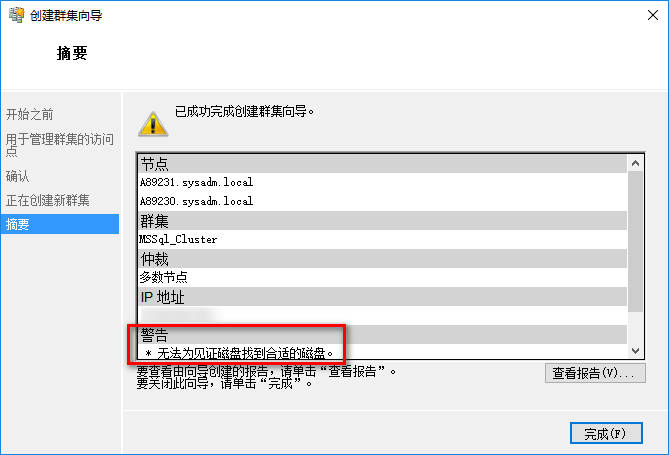 创建群集向导
摘要
开始之前
用于管理群集的访问
点
确认
正在创建新群集
摘要
已成功完成创建群集向导。
节点
A89231.sysadm.local
A89230.sysadm.local
群集
MSSql_Cluster
仲裁
多数节点
IP 地址
警告
* 无法为见证磁盘找到合适的磁盘。
要查看由向导创建的报告，请单击“查看报告”。
要关闭此向导，请单击“完成”。
查看报告(V)...
完成(F)